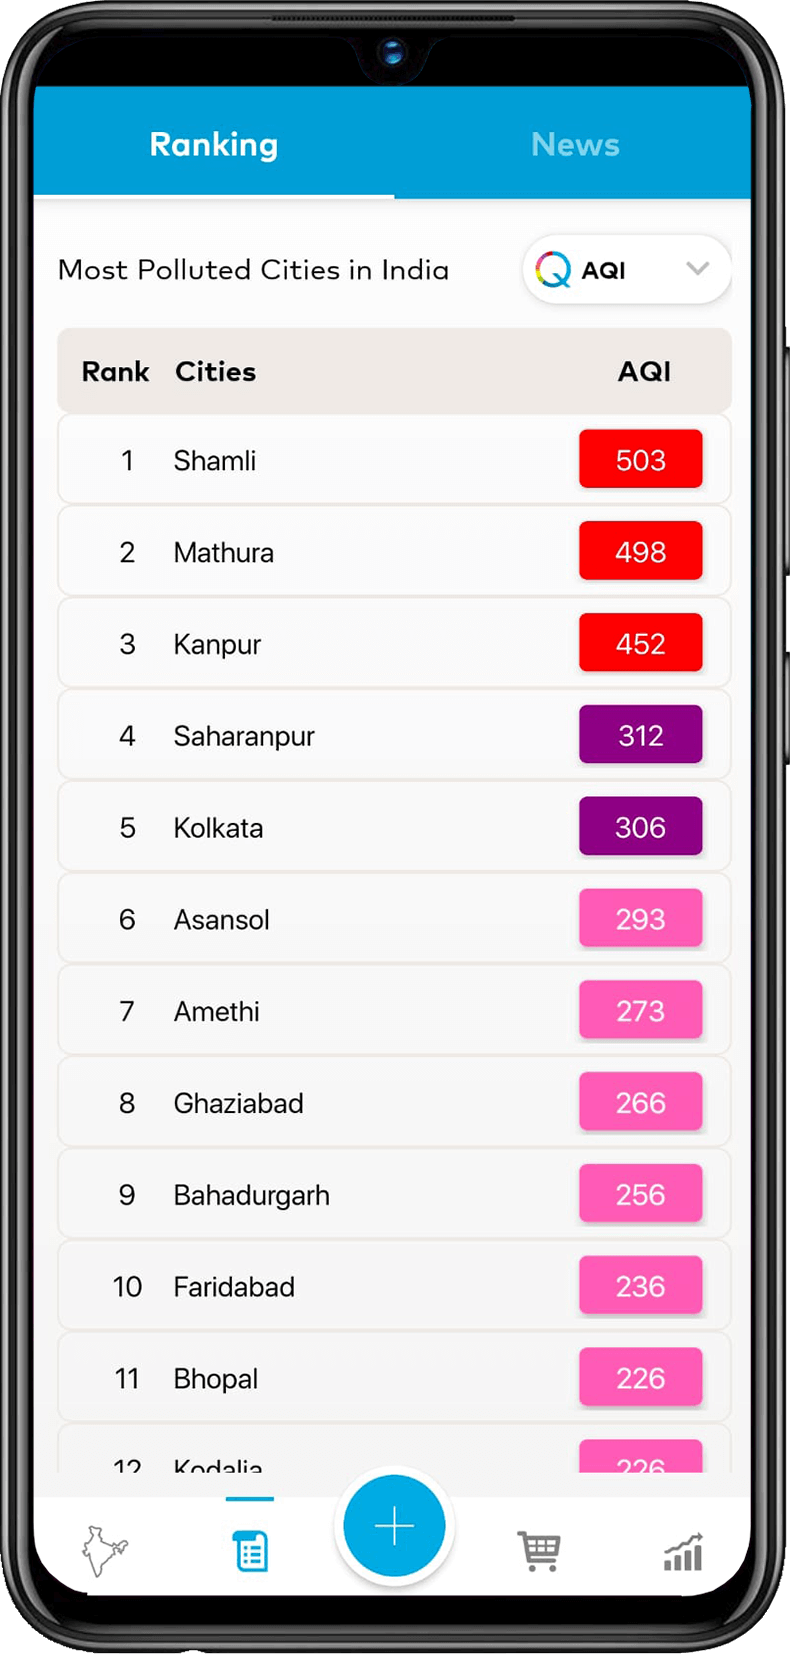 Ranking News
Most Polluted Cities in India AQI
Rank Cities AQI
1 Shamli 503
2 Mathura 498
3 Kanpur 452
4 Saharanpur 312
5 Kolkata 306
6 Asansol 293
7 Amethi 273
8 Ghaziabad 266
9 Bahadurgarh 256
10 Faridabad 236
11 Bhopal 226
12 Kodalia 226